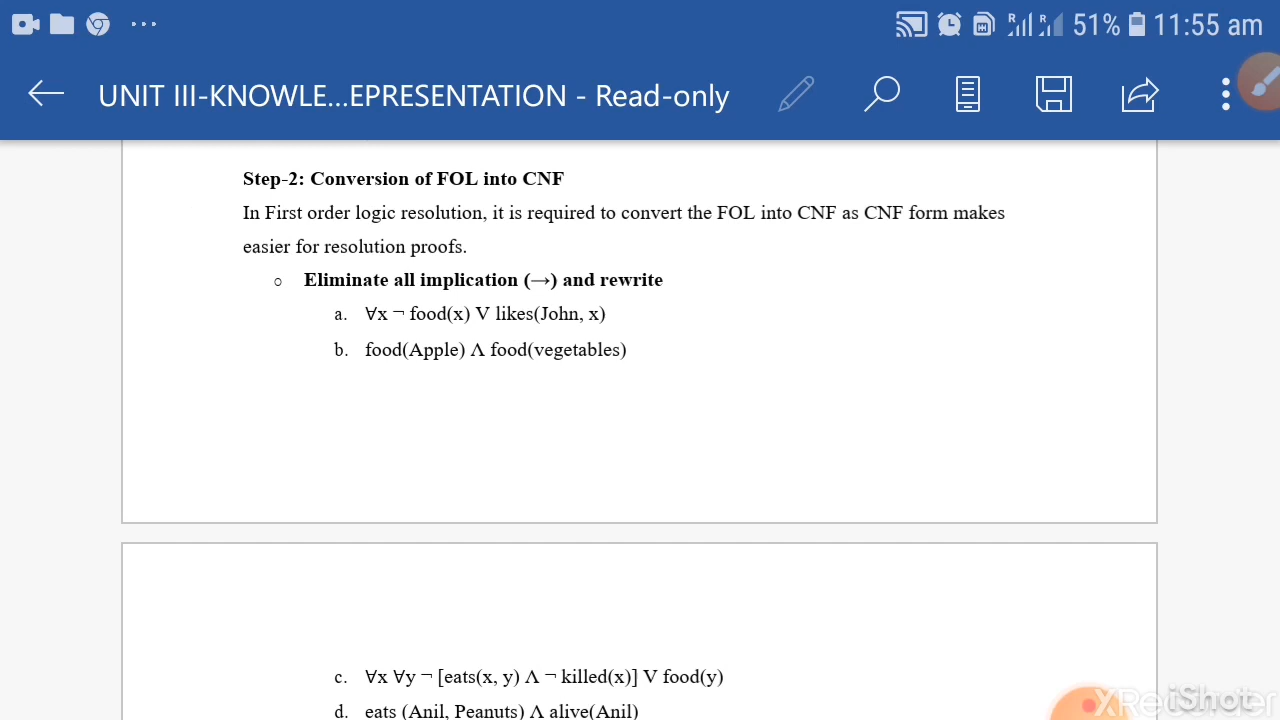 51% 11:55 am
UNIT III-KNOWLE...EPRESENTATION - Read-only
Step-2: Conversion of FOL into CNF
In First order logic resolution, it is required to convert the FOL into CNF as CNF form makes
easier for resolution proofs.
o Eliminate all implication (→) and rewrite
a. ∀x ¬ food(x) V likes(John, x)
b. food(Apple) Λ food(vegetables)
c. ∀x ∀y ¬ [eats(x, y) Λ ¬ killed(x)] V food(y)
d. eats (Anil, Peanuts) Λ alive(Anil)
iShot